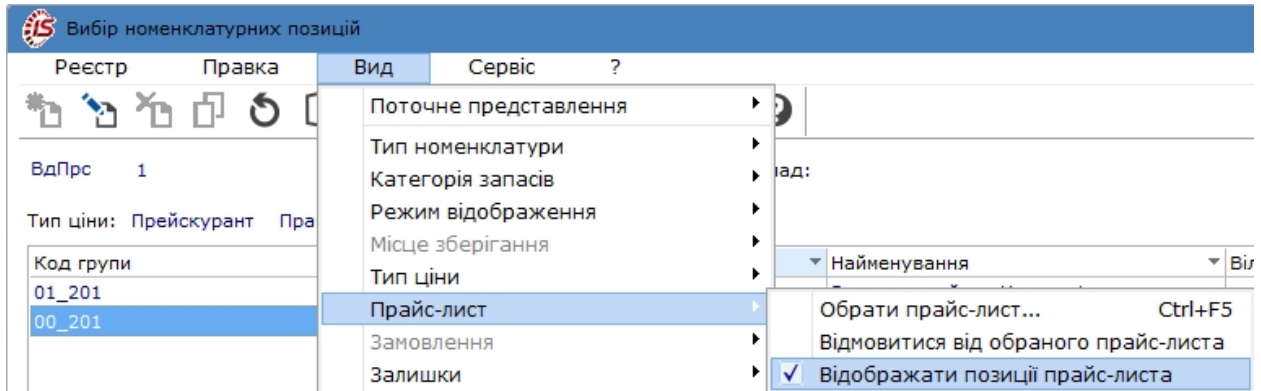 Вибір номенклатурних позицій
Реєстр Правка Вид Сервіс ?
Поточне представлення
Тип номенклатури
ВдПрс 1
Категорія запасів
Режим відображення
Тип ціни: Прейскурант
Місце зберігання
Код групи
Найменування
Тип ціни
01_201
Прайс-лист
Обрати прайс-лист... Ctrl+F5
00_201
Замовлення
Відмовитися від обраного прайс-листа
Залишки
Відображати позиції прайс-листа